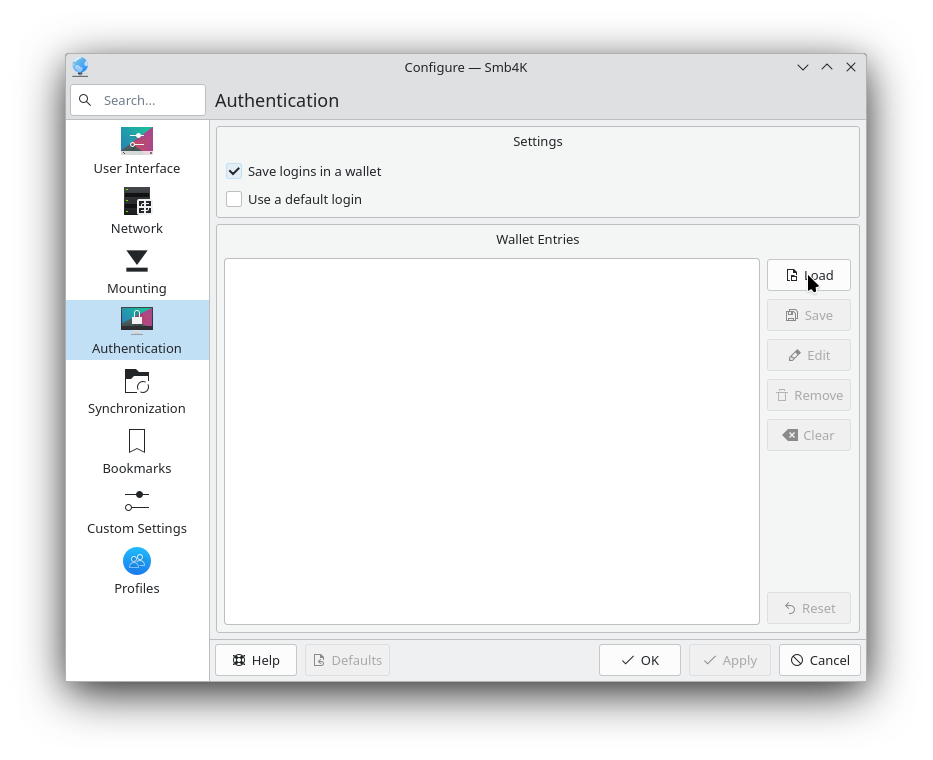 Configure — Smb4K
Search...
Authentication
User Interface
Network
Mounting
Authentication
Synchronization
Bookmarks
Custom Settings
Profiles
Settings
Save logins in a wallet
Use a default login
Wallet Entries
Load
Save
Edit
Remove
Clear
Reset
Help
Defaults
OK
Apply
Cancel